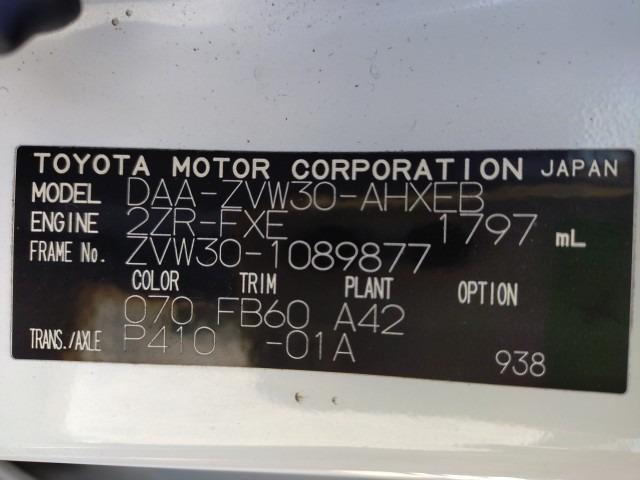 TOYOTA MOTOR CORPORATION JAPAN
MODEL DAA-ZVW30-AHXEB
ENGINE 2ZR-FXE 1797 mL
FRAME No. ZVW30-1089877
COLOR TRIM PLANT OPTION
070 FB60 A42
TRANS./AXLE P410 -01A 938